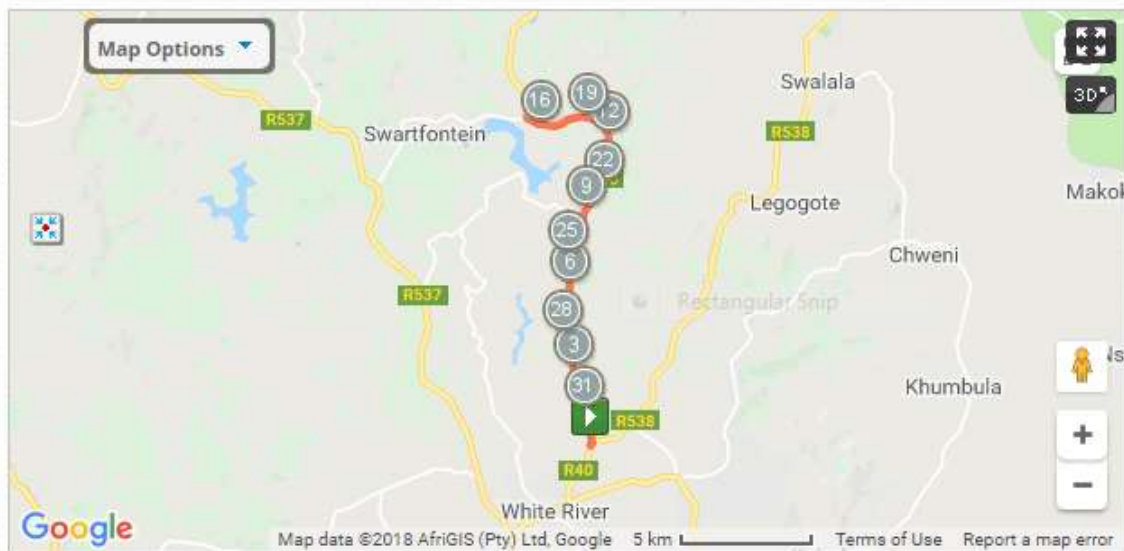 Map Options
3D
16
19
12
Swalala
R537
Swartfontein
R538
22
9
Legogote
Makok
25
Chweni
6
R537
28
Rectangular Snip
3
Ns
31
Khumbula
R538
R40
White River
Google
Map data ©2018 AfriGIS (Pty) Ltd, Google 5 km Terms of Use Report a map error